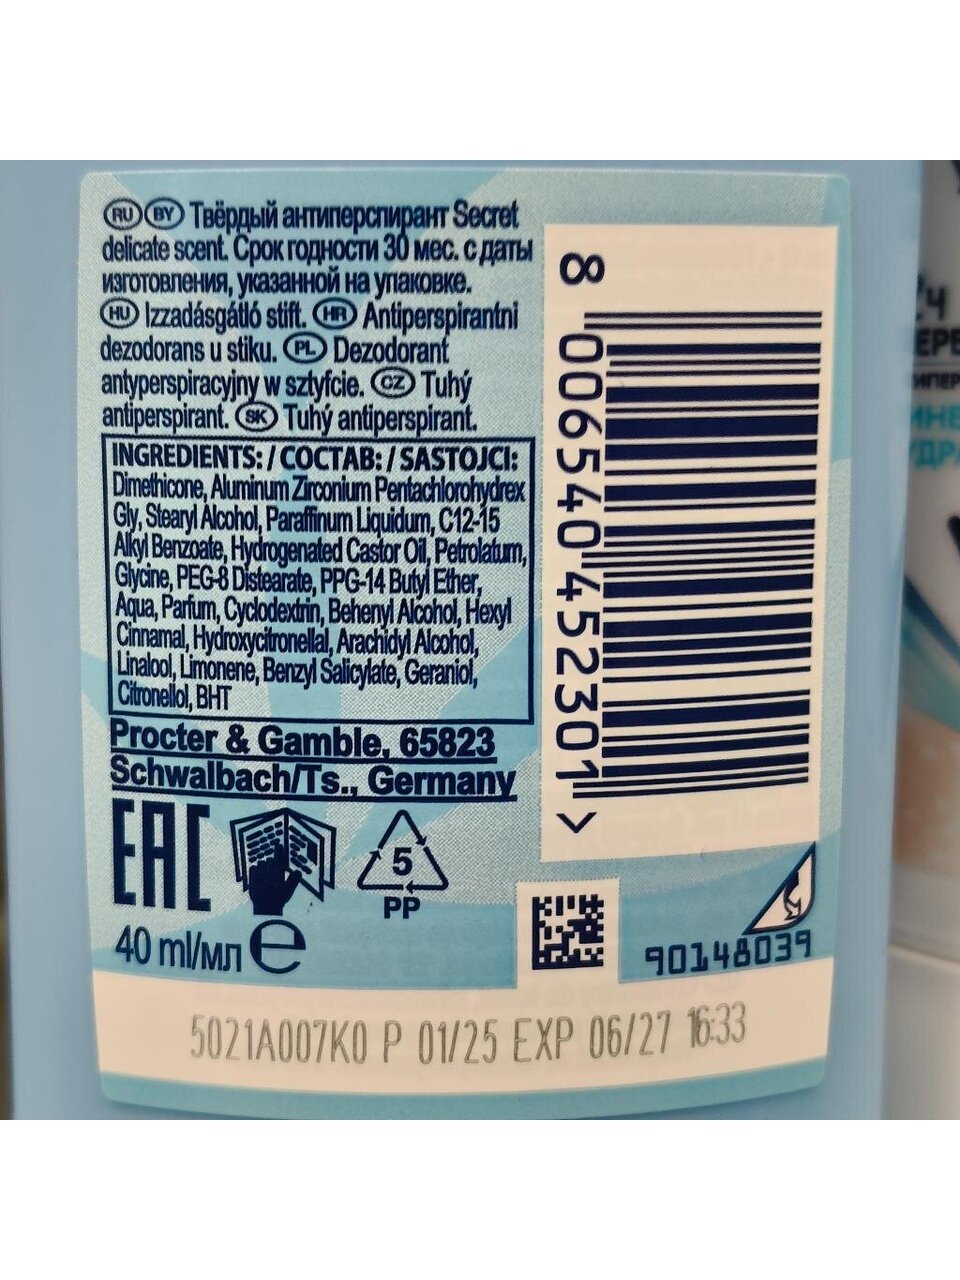 RU BY Твёрдый антиперспирант Secret
delicate scent. Срок годности 30 мес. с даты
изготовления, указанной на упаковке.
HU Izzadásgátló stift. HR Antiperspirantni
dezodorans u stiku. PL Dezodorant
antyperspiracyjny w sztyfcie. CZ Tuhý
antiperspirant. SK Tuhý antiperspirant.
INGREDIENTS: / СОСТАВ: / SASTOJCI:
Dimethicone, Aluminum Zirconium Pentachlorohydrex
Gly, Stearyl Alcohol, Paraffinum Liquidum, C12-15
Alkyl Benzoate, Hydrogenated Castor Oil, Petrolatum,
Glycine, PEG-8 Distearate, PPG-14 Butyl Ether,
Aqua, Parfum, Cyclodextrin, Behenyl Alcohol, Hexyl
Cinnamal, Hydroxycitronellal, Arachidyl Alcohol,
Linalool, Limonene, Benzyl Salicylate, Geraniol,
Citronellol, BHT
Procter & Gamble, 65823
Schwalbach/Ts., Germany
EAC
5
PP
40 ml/мл e
8 006540 452301 >
90148039
5021A007K0 P 01/25 EXP 06/27 16:33